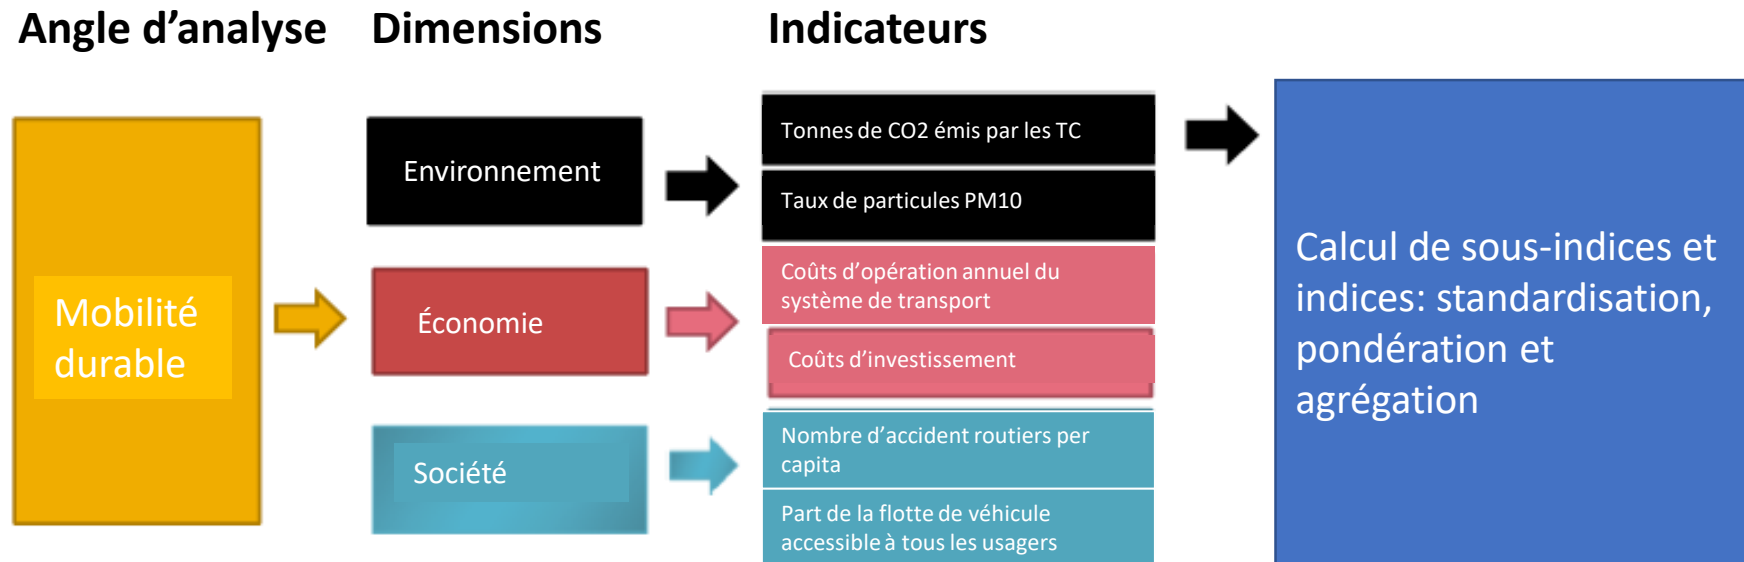 Angle d’analyse
Dimensions
Indicateurs
Mobilité
durable
Environnement
Économie
Société
Tonnes de CO2 émis par les TC
Taux de particules PM10
Coûts d’opération annuel du
système de transport
Coûts d’investissement
Nombre d’accident routiers per
capita
Part de la flotte de véhicule
accessible à tous les usagers
Calcul de sous-indices et
indices: standardisation,
pondération et
agrégation